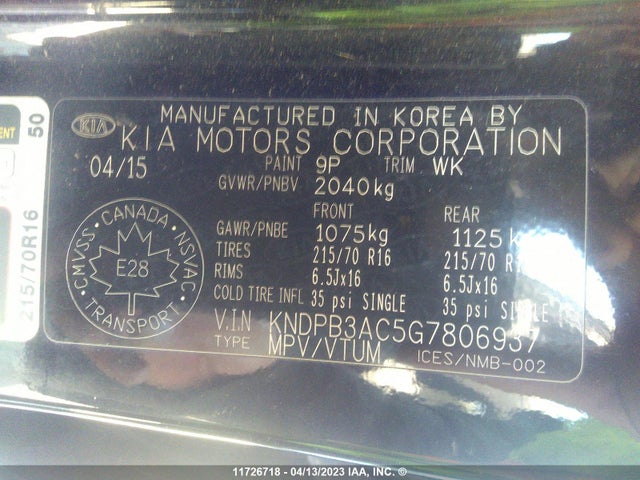 MANUFACTURED IN KOREA BY
KIA KIA MOTORS CORPORATION
04/15 PAINT 9P TRIM WK
GVWR/PNBV 2040kg
FRONT REAR
GAWR/PNBE 1075kg 1125
TIRES 215/70 R16 215/70
RIMS 6.5Jx16 6.5Jx16
COLD TIRE INFL 35 psi SINGLE 35 psi SINGLE
V.I.N KNDPB3AC5G7806937
TYPE MPV/VTUM ICES/NMB-002
CANADA
CMVSS NSVAC
E28
TRANSPORT
50
215/70R16
11726718 - 04/13/2023 IAA, INC. ®